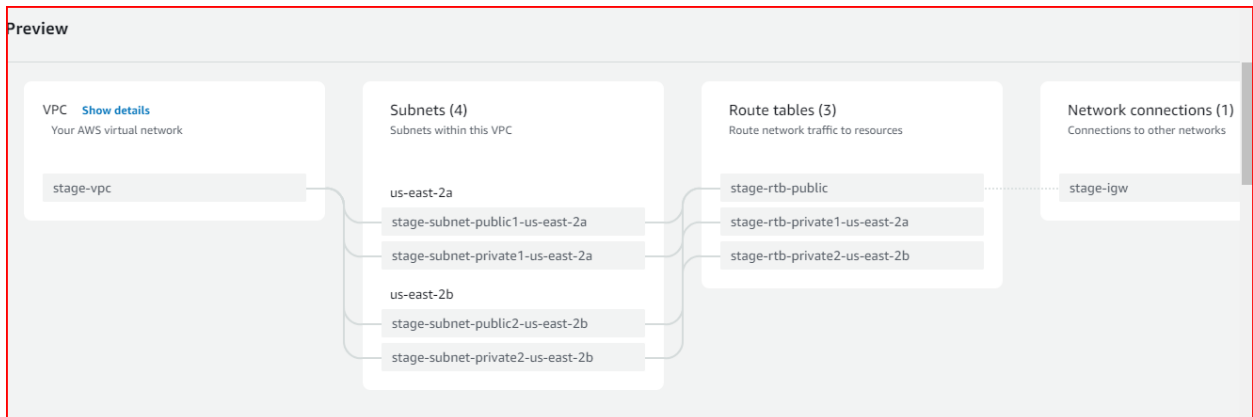 Preview
VPC Show details
Your AWS virtual network
stage-vpc
Subnets (4)
Subnets within this VPC
us-east-2a
stage-subnet-public1-us-east-2a
stage-subnet-private1-us-east-2a
us-east-2b
stage-subnet-public2-us-east-2b
stage-subnet-private2-us-east-2b
Route tables (3)
Route network traffic to resources
stage-rtb-public
stage-rtb-private1-us-east-2a
stage-rtb-private2-us-east-2b
Network connections (1)
Connections to other networks
stage-igw